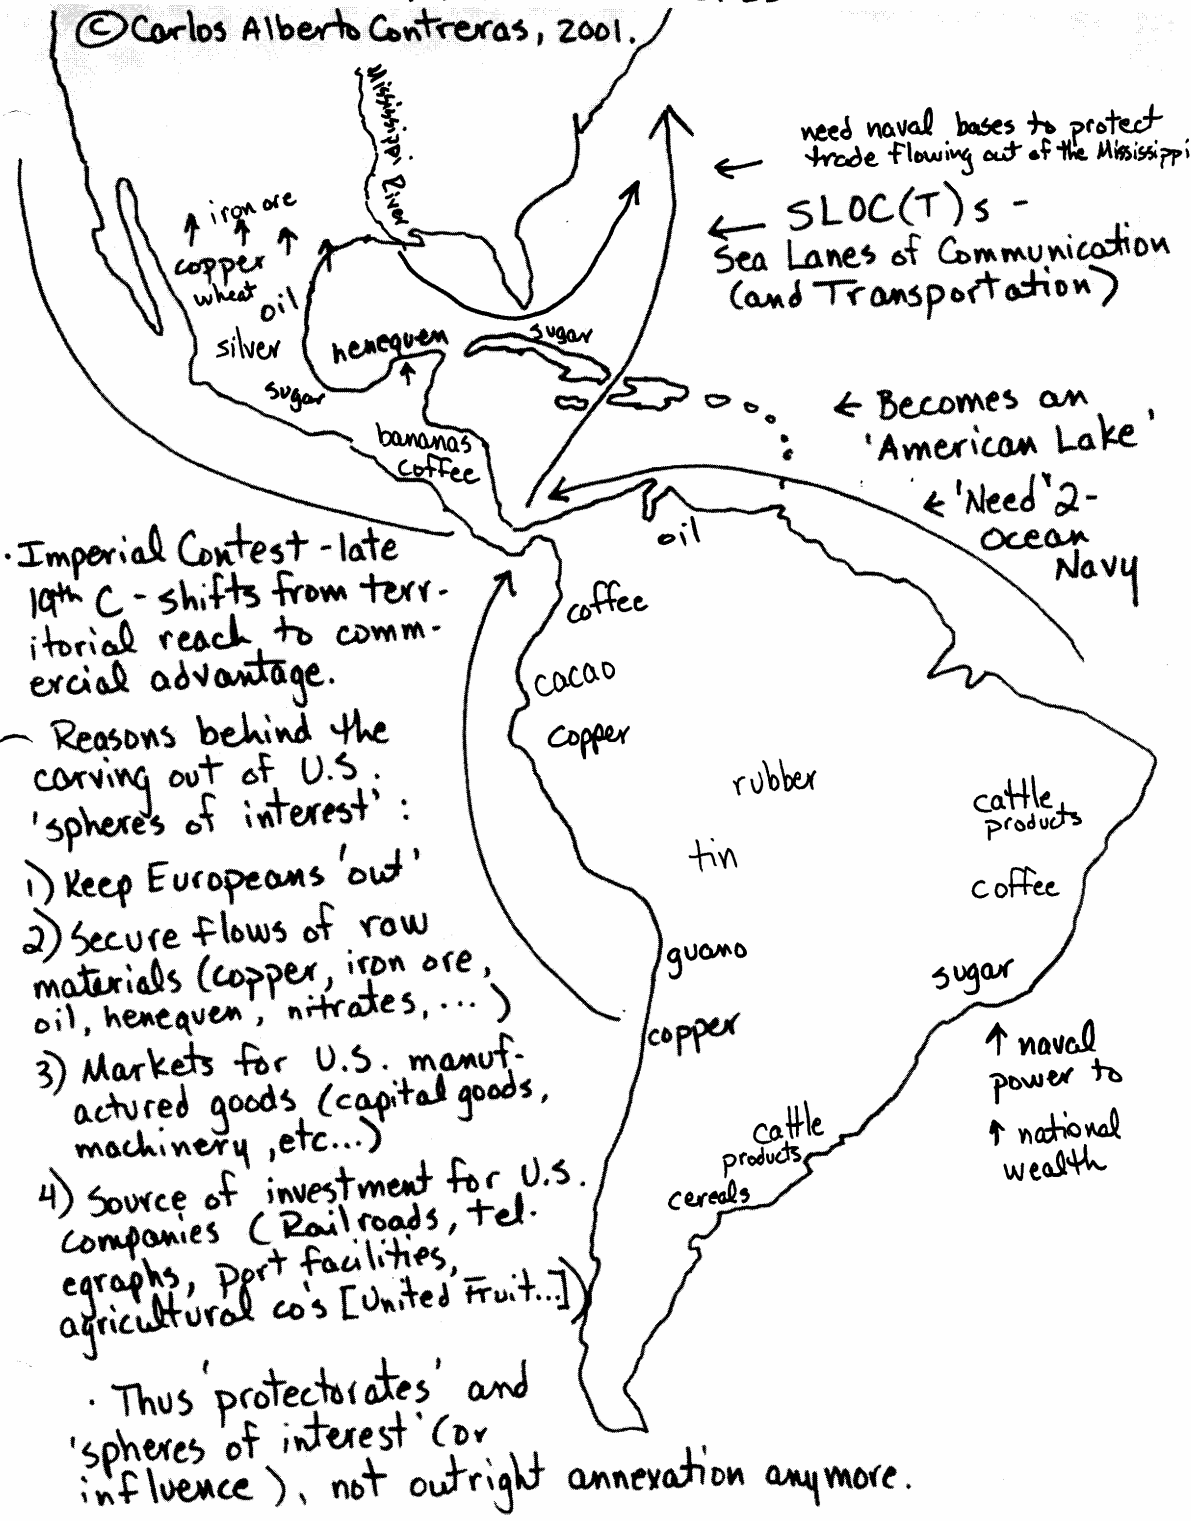 © Carlos Alberto Contreras, 2001.
Mississippi River
need naval bases to protect
trade flowing out of the Mississippi
← SLOC(T)s -
Sea Lanes of Communication
(and Transportation)
↑ iron ore
copper
wheat
oil
silver
henequen
sugar
sugar
← Becomes an
'American Lake'
bananas
coffee
← 'Need' 2-
Ocean
Navy
oil
· Imperial Contest - late
19th C - shifts from terr-
itorial reach to comm-
ercial advantage.
coffee
cacao
copper
rubber
cattle
products
tin
coffee
guano
sugar
copper
↑ naval
power to
↑ national
wealth
cattle
products
cereals
Reasons behind the
carving out of U.S.
'spheres of interest' :
1) Keep Europeans 'out'
2) Secure flows of raw
materials (copper, iron ore,
oil, henequen, nitrates, ...)
3) Markets for U.S. manuf-
actured goods (capital goods,
machinery, etc...)
4) Source of investment for U.S.
companies (Railroads, tel-
egraphs, port facilities,
agricultural co's [United Fruit...])
· Thus 'protectorates' and
'spheres of interest' (or
influence), not outright annexation anymore.